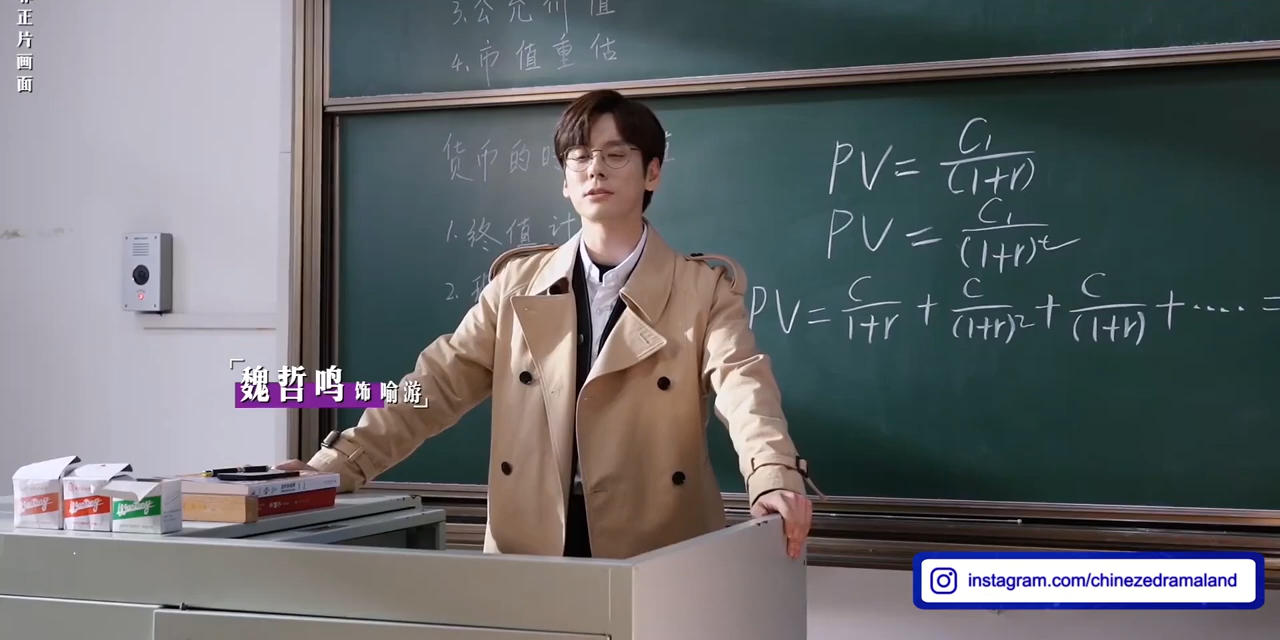 正片画面
3.公允价值
4.市值重估
货币的时
1.终值计
2.
PV = C₁/(1+r)
PV = C₁/(1+r)ᵗ
PV = C/1+r + C/(1+r)² + C/(1+r) + ···· =
魏哲鸣 饰 喻游
instagram.com/chinezedramaland